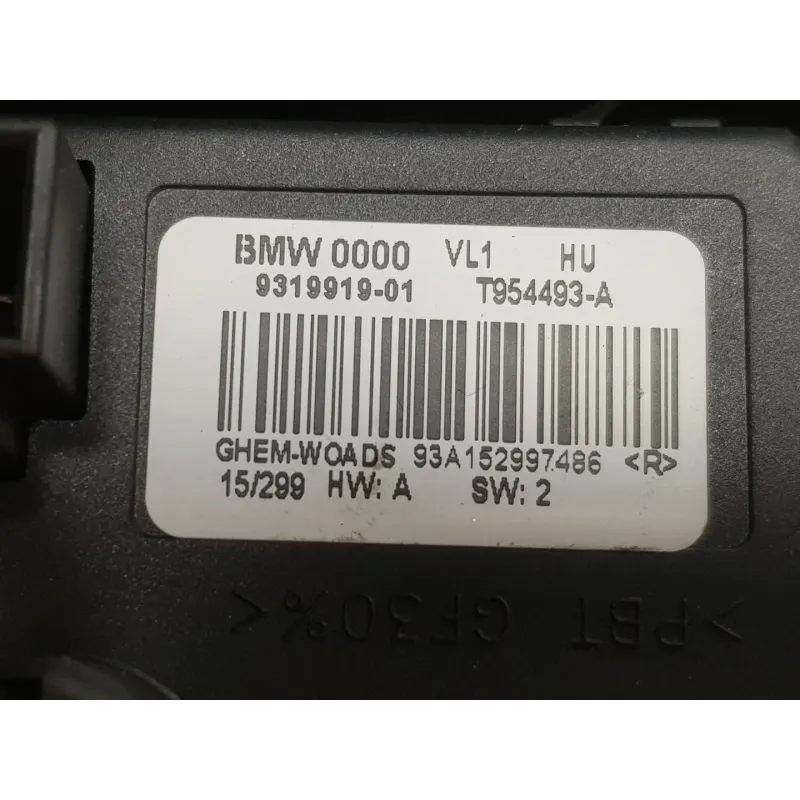 BMW 0000 VL1 HU
9319919-01 T954493-A
GHEM-WOADS 93A152997486 <R>
15/299 HW: A SW: 2
>PBT GF30%<